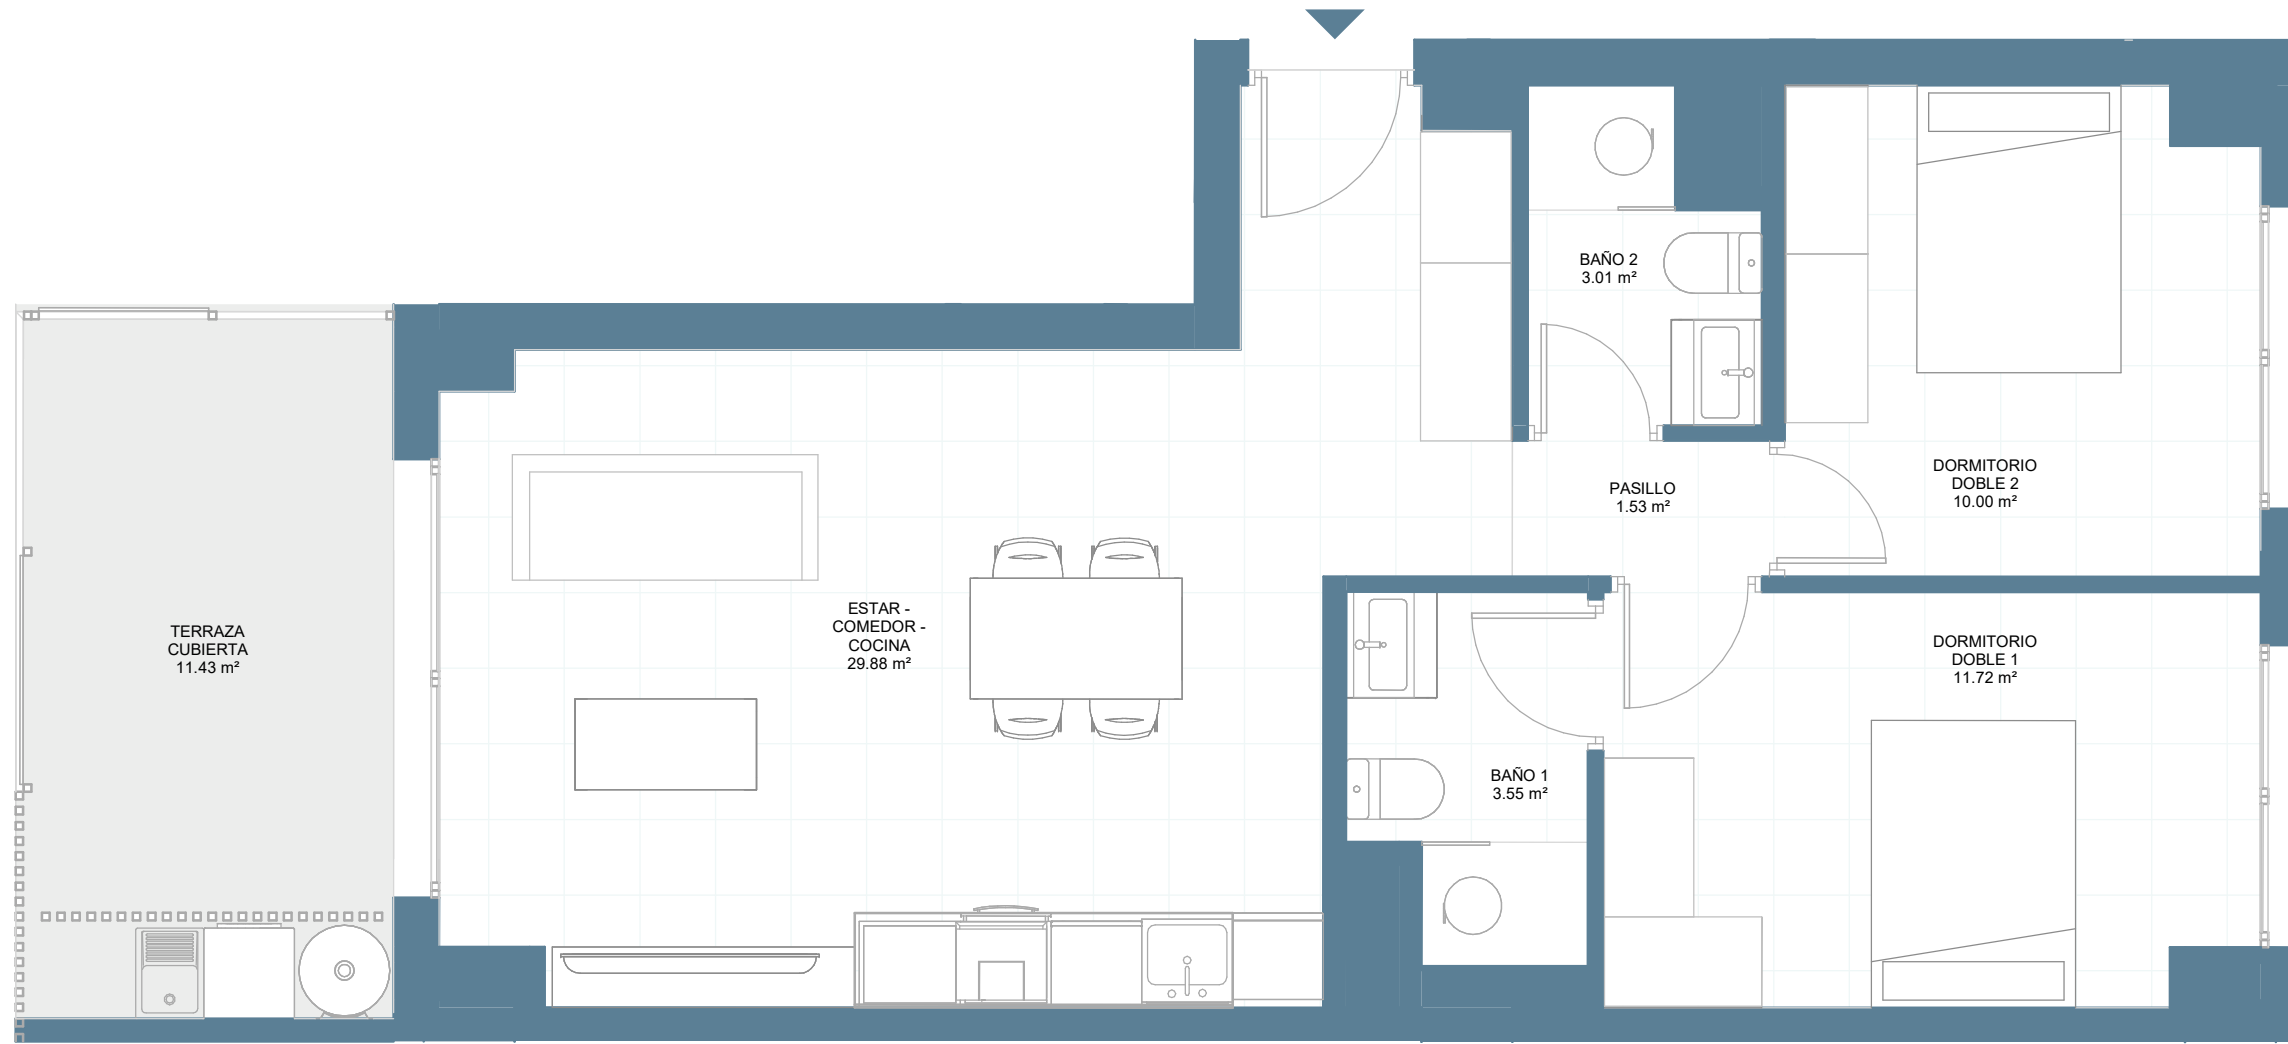 BAÑO 2
3.01 m²
DORMITORIO
DOBLE 2
10.00 m²
PASILLO
1.53 m²
TERRAZA
CUBIERTA
11.43 m²
ESTAR -
COMEDOR -
COCINA
29.88 m²
DORMITORIO
DOBLE 1
11.72 m²
BAÑO 1
3.55 m²